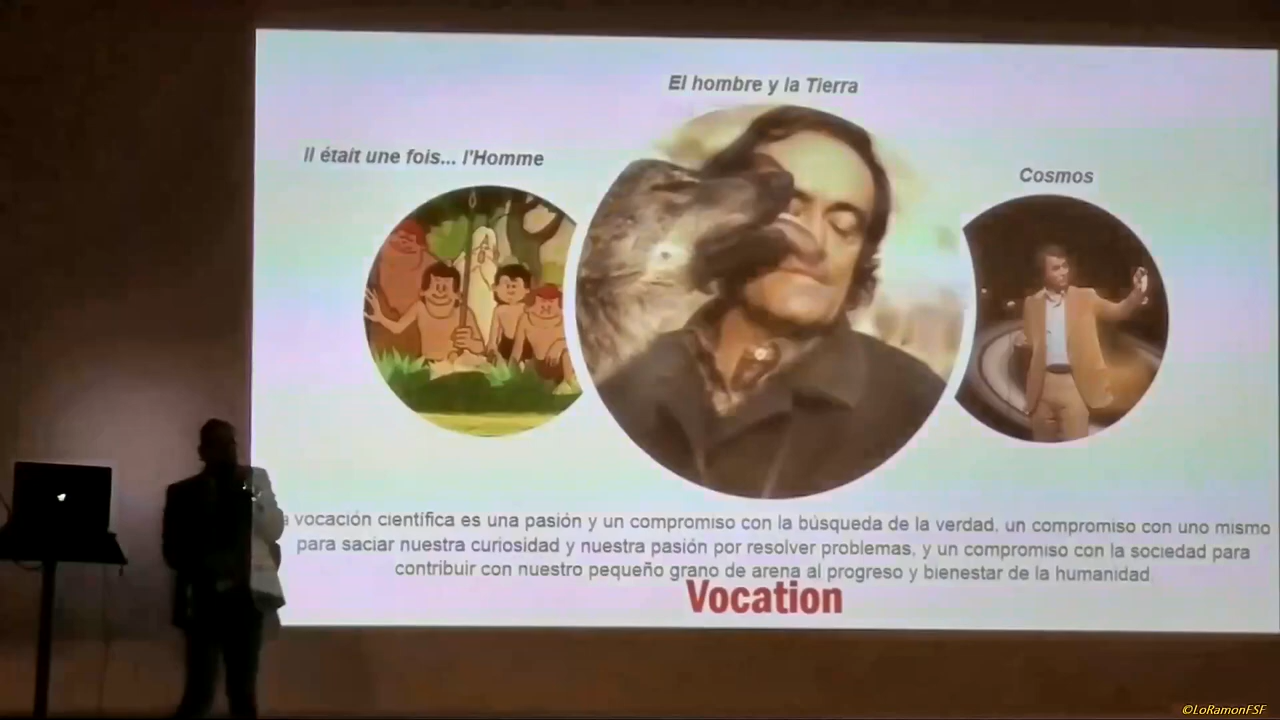 El hombre y la Tierra
Il était une fois... l'Homme
Cosmos
vocación científica es una pasión y un compromiso con la búsqueda de la verdad, un compromiso con uno mismo
para saciar nuestra curiosidad y nuestra pasión por resolver problemas, y un compromiso con la sociedad para
contribuir con nuestro pequeño grano de arena al progreso y bienestar de la humanidad.
Vocation
©LoRamonFSF